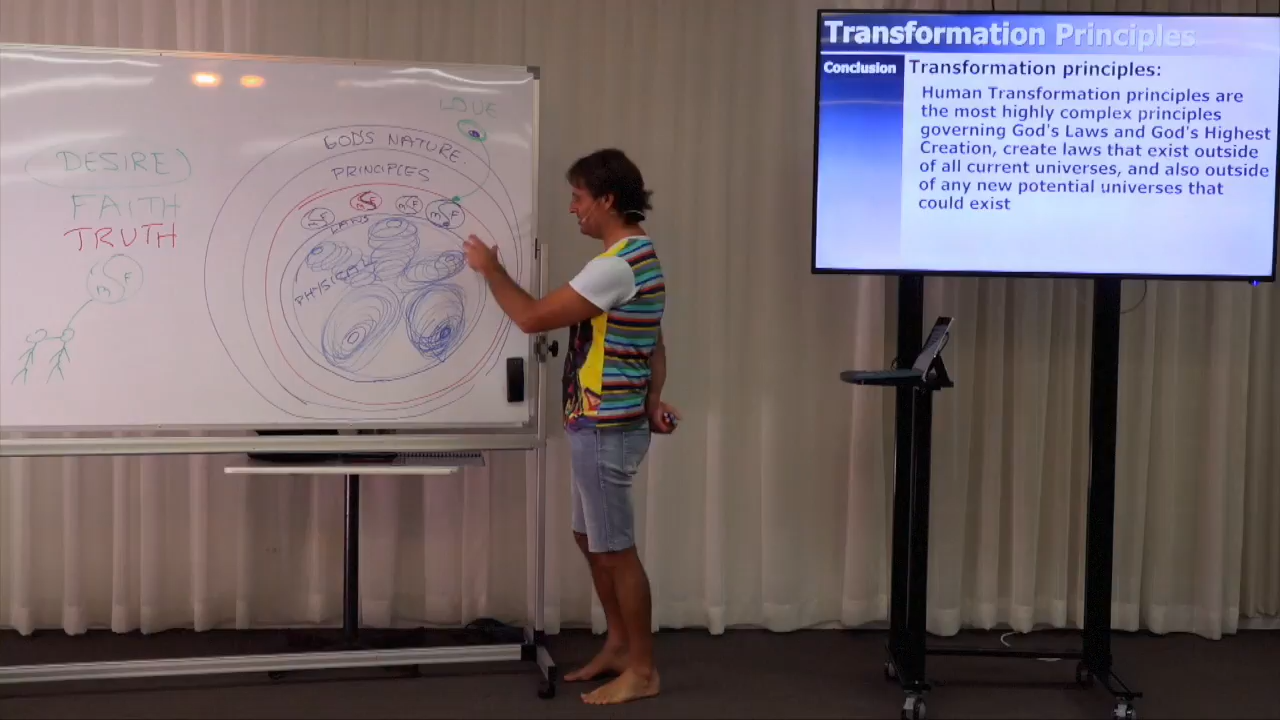 LOVE
GOD'S NATURE.
PRINCIPLES
DESIRE
FAITH
TRUTH
LAWS
PHYSICAL
m F
m F
m F
m F
m F
Transformation Principles
Conclusion
Transformation principles:
Human Transformation principles are
the most highly complex principles
governing God's Laws and God's Highest
Creation, create laws that exist outside
of all current universes, and also outside
of any new potential universes that
could exist